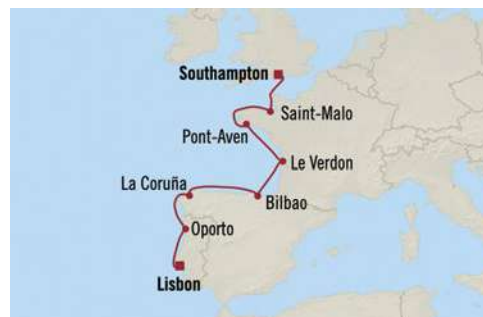 Southampton
Saint-Malo
Pont-Aven
Le Verdon
La Coruña
Bilbao
Oporto
Lisbon